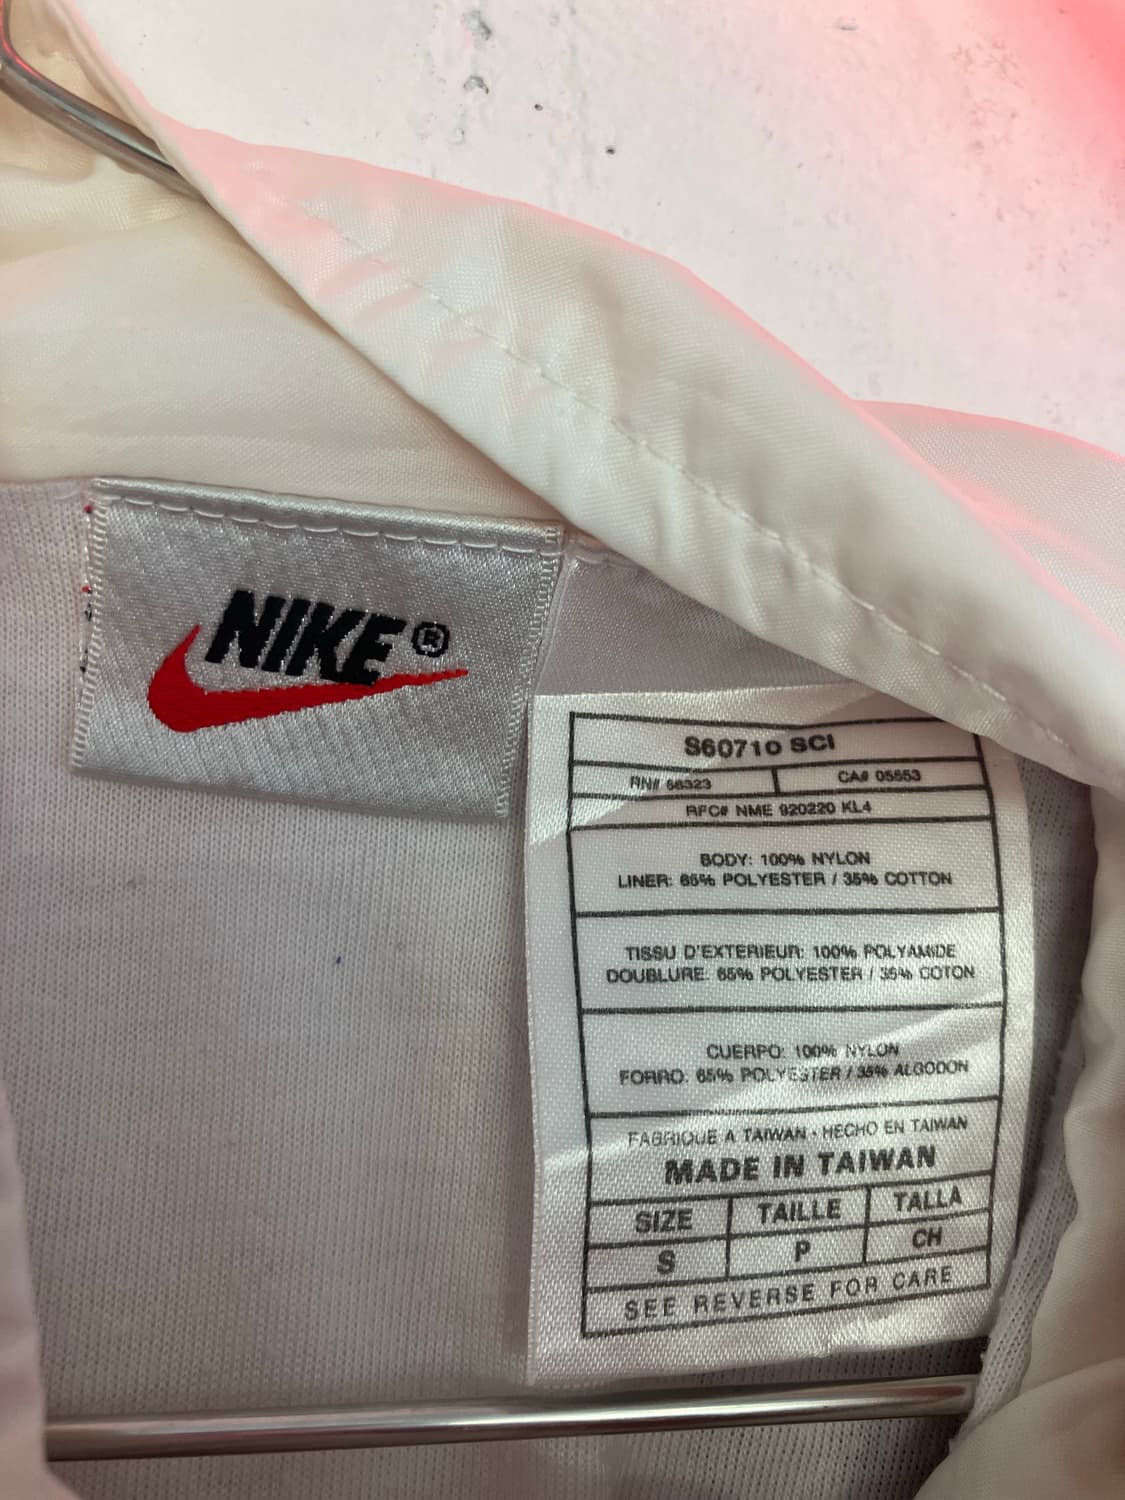 NIKE®
S60710 SCI
RN# 56323 CA# 05553
RFC# NME 920220 KL4
BODY: 100% NYLON
LINER: 65% POLYESTER / 35% COTTON
TISSU D'EXTERIEUR: 100% POLYAMIDE
DOUBLURE: 65% POLYESTER / 35% COTON
CUERPO: 100% NYLON
FORRO: 65% POLYESTER / 35% ALGODON
FABRIQUE A TAIWAN • HECHO EN TAIWAN
MADE IN TAIWAN
SIZE TAILLE TALLA
S P CH
SEE REVERSE FOR CARE